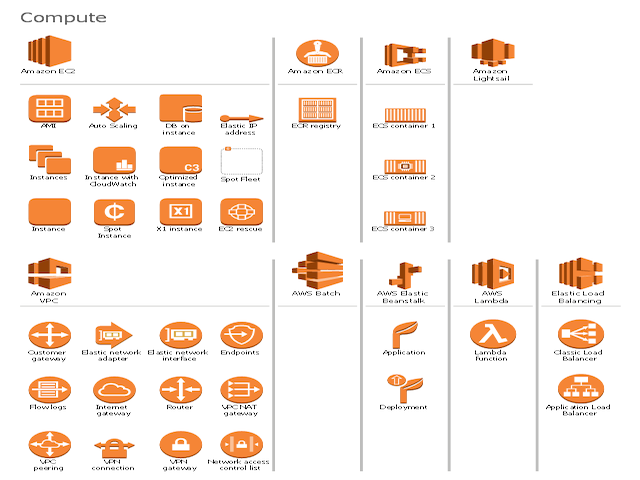 Compute
Amazon EC2
Amazon ECR
Amazon ECS
Amazon
Lightsail
AMI
Auto Scaling
DB on
instance
Elastic IP
address
ECR registry
ECS container 1
Instances
Instance with
CloudWatch
C3
Optimized
instance
Spot Fleet
ECS container 2
Instance
Spot
Instance
X1
X1 instance
EC2 rescue
ECS container 3
Amazon
VPC
AWS Batch
AWS Elastic
Beanstalk
AWS
Lambda
Elastic Load
Balancing
Customer
gateway
Elastic network
adapter
Elastic network
interface
Endpoints
Application
Lambda
function
Classic Load
Balancer
Flow logs
Internet
gateway
Router
VPC NAT
gateway
Deployment
Application Load
Balancer
VPC
peering
VPN
connection
VPN
gateway
Network access
control list